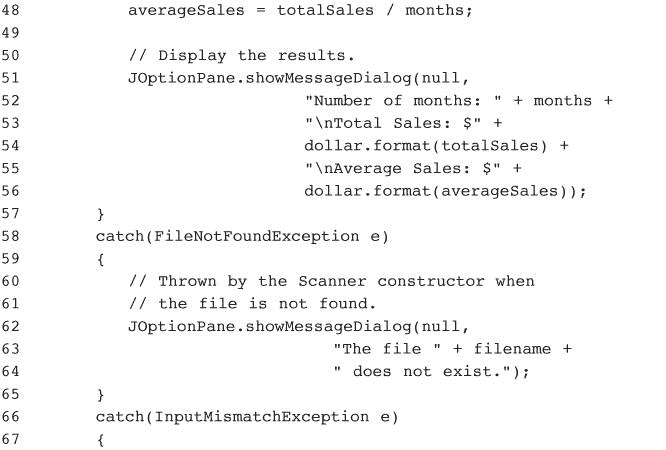 48            averageSales = totalSales / months;
49
50            // Display the results.
51            JOptionPane.showMessageDialog(null,
52                              "Number of months: " + months +
53                              "\nTotal Sales: $" +
54                              dollar.format(totalSales) +
55                              "\nAverage Sales: $" +
56                              dollar.format(averageSales));
57        }
58        catch(FileNotFoundException e)
59        {
60            // Thrown by the Scanner constructor when
61            // the file is not found.
62            JOptionPane.showMessageDialog(null,
63                                 "The file " + filename +
64                                 " does not exist.");
65        }
66        catch(InputMismatchException e)
67        {